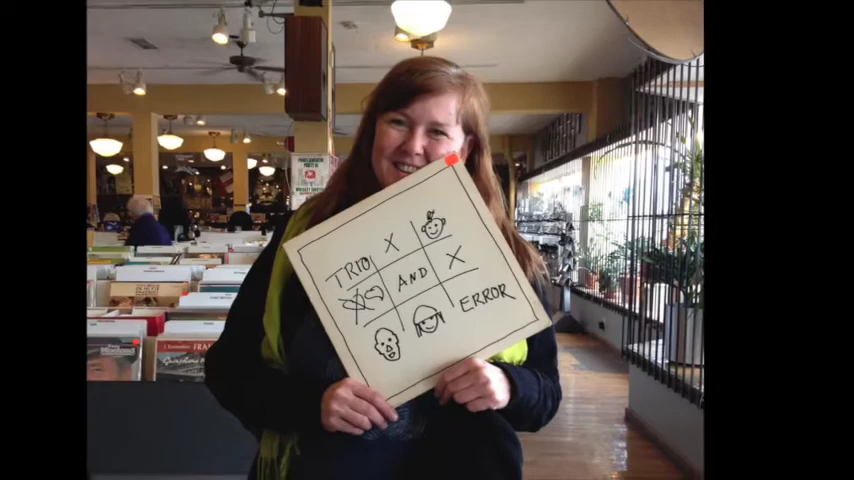 TRIO X
AND X
ERROR